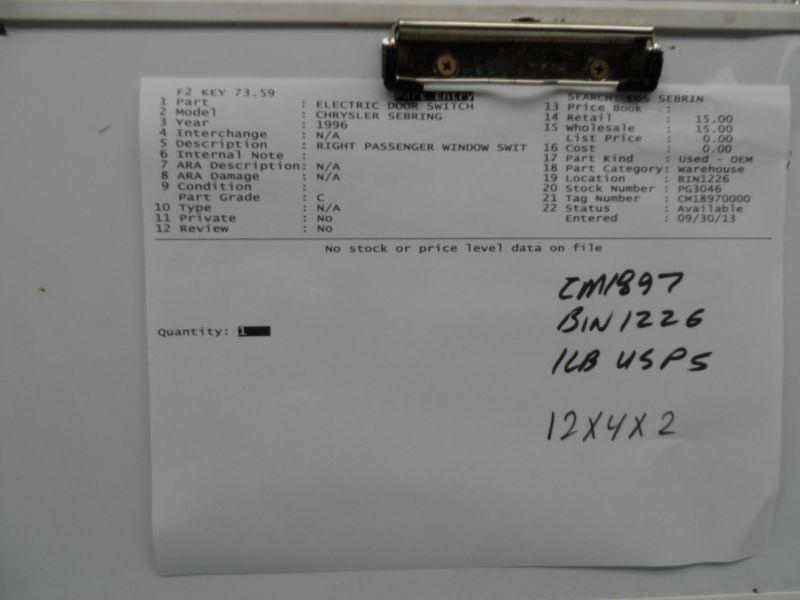 F2 KEY 73.59 Part Entry SEARCH: EDS SEBRIN
1 Part : ELECTRIC DOOR SWITCH
2 Model : CHRYSLER SEBRING
3 Year : 1996
4 Interchange : N/A
5 Description : RIGHT PASSENGER WINDOW SWIT
6 Internal Note :
7 ARA Description: N/A
8 ARA Damage : N/A
9 Condition :
Part Grade : C
10 Type : N/A
11 Private : No
12 Review : No
13 Price Book :
14 Retail : 15.00
15 Wholesale : 15.00
List Price : 0.00
16 Cost : 0.00
17 Part Kind : Used - OEM
18 Part Category: Warehouse
19 Location : BIN1226
20 Stock Number : PG3046
21 Tag Number : CM18970000
22 Status : Available
Entered : 09/30/13
No stock or price level data on file
Quantity: 1
CM1897
BIN1226
1LB USPS
12X4X2